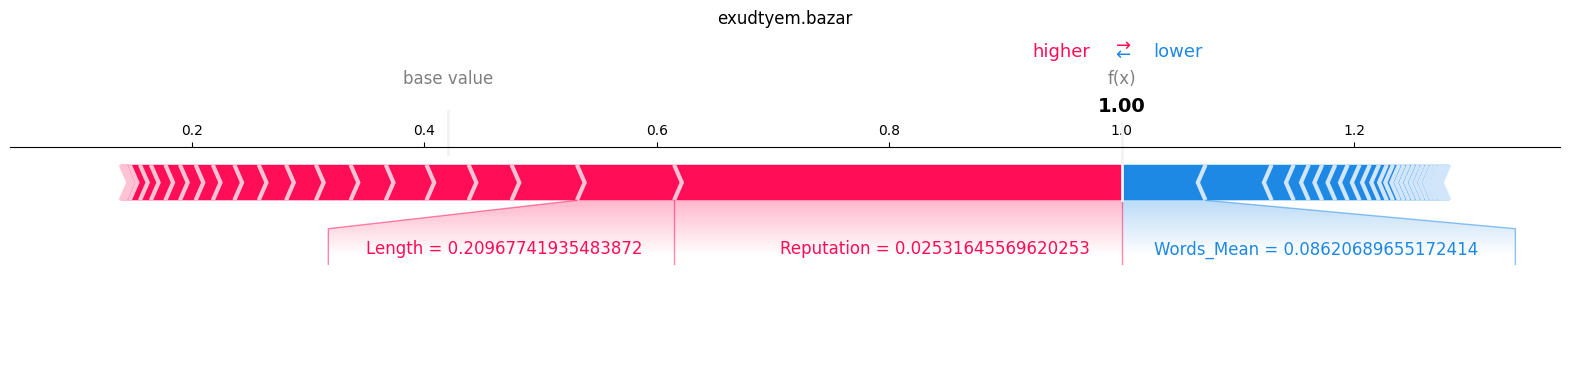 exudtyem.bazar
higher → ← lower
base value f(x)
1.00
0.2 0.4 0.6 0.8 1.0 1.2
Length = 0.20967741935483872 Reputation = 0.02531645569620253 Words_Mean = 0.08620689655172414